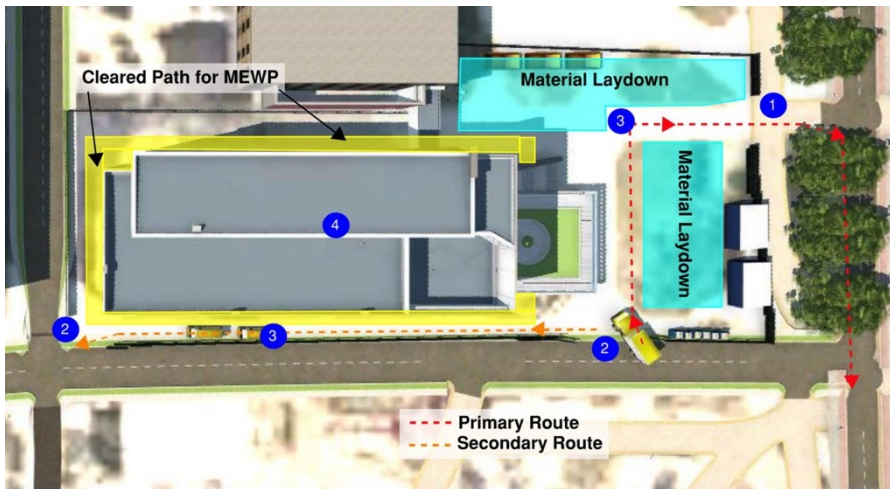 Cleared Path for MEWP
Material Laydown
1
3
Material Laydown
4
2
3
2
Primary Route
Secondary Route